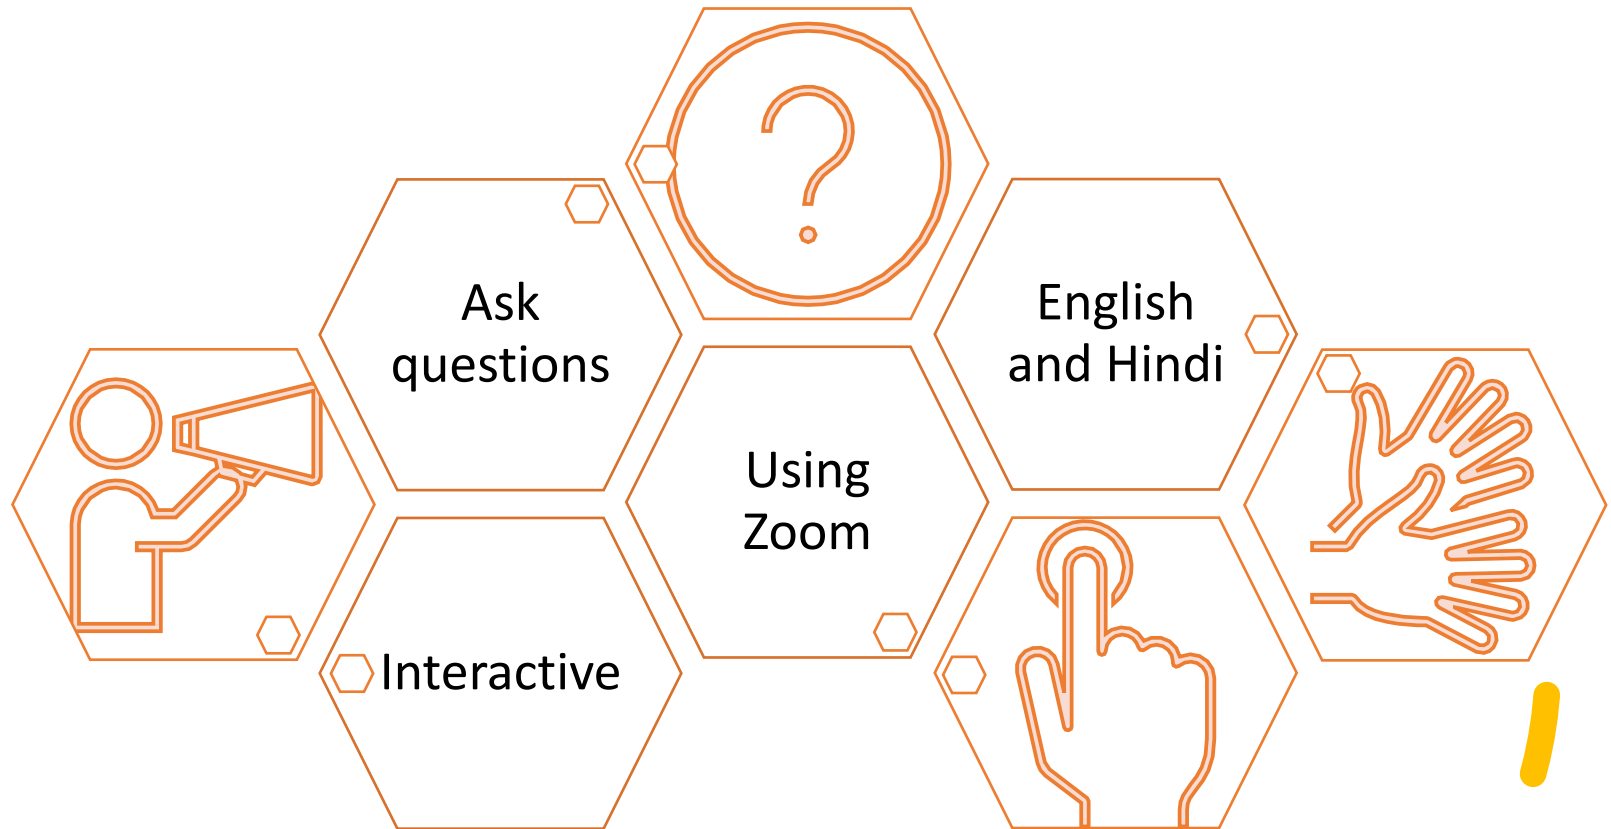 ?
Ask
questions
English
and Hindi
Using
Zoom
Interactive